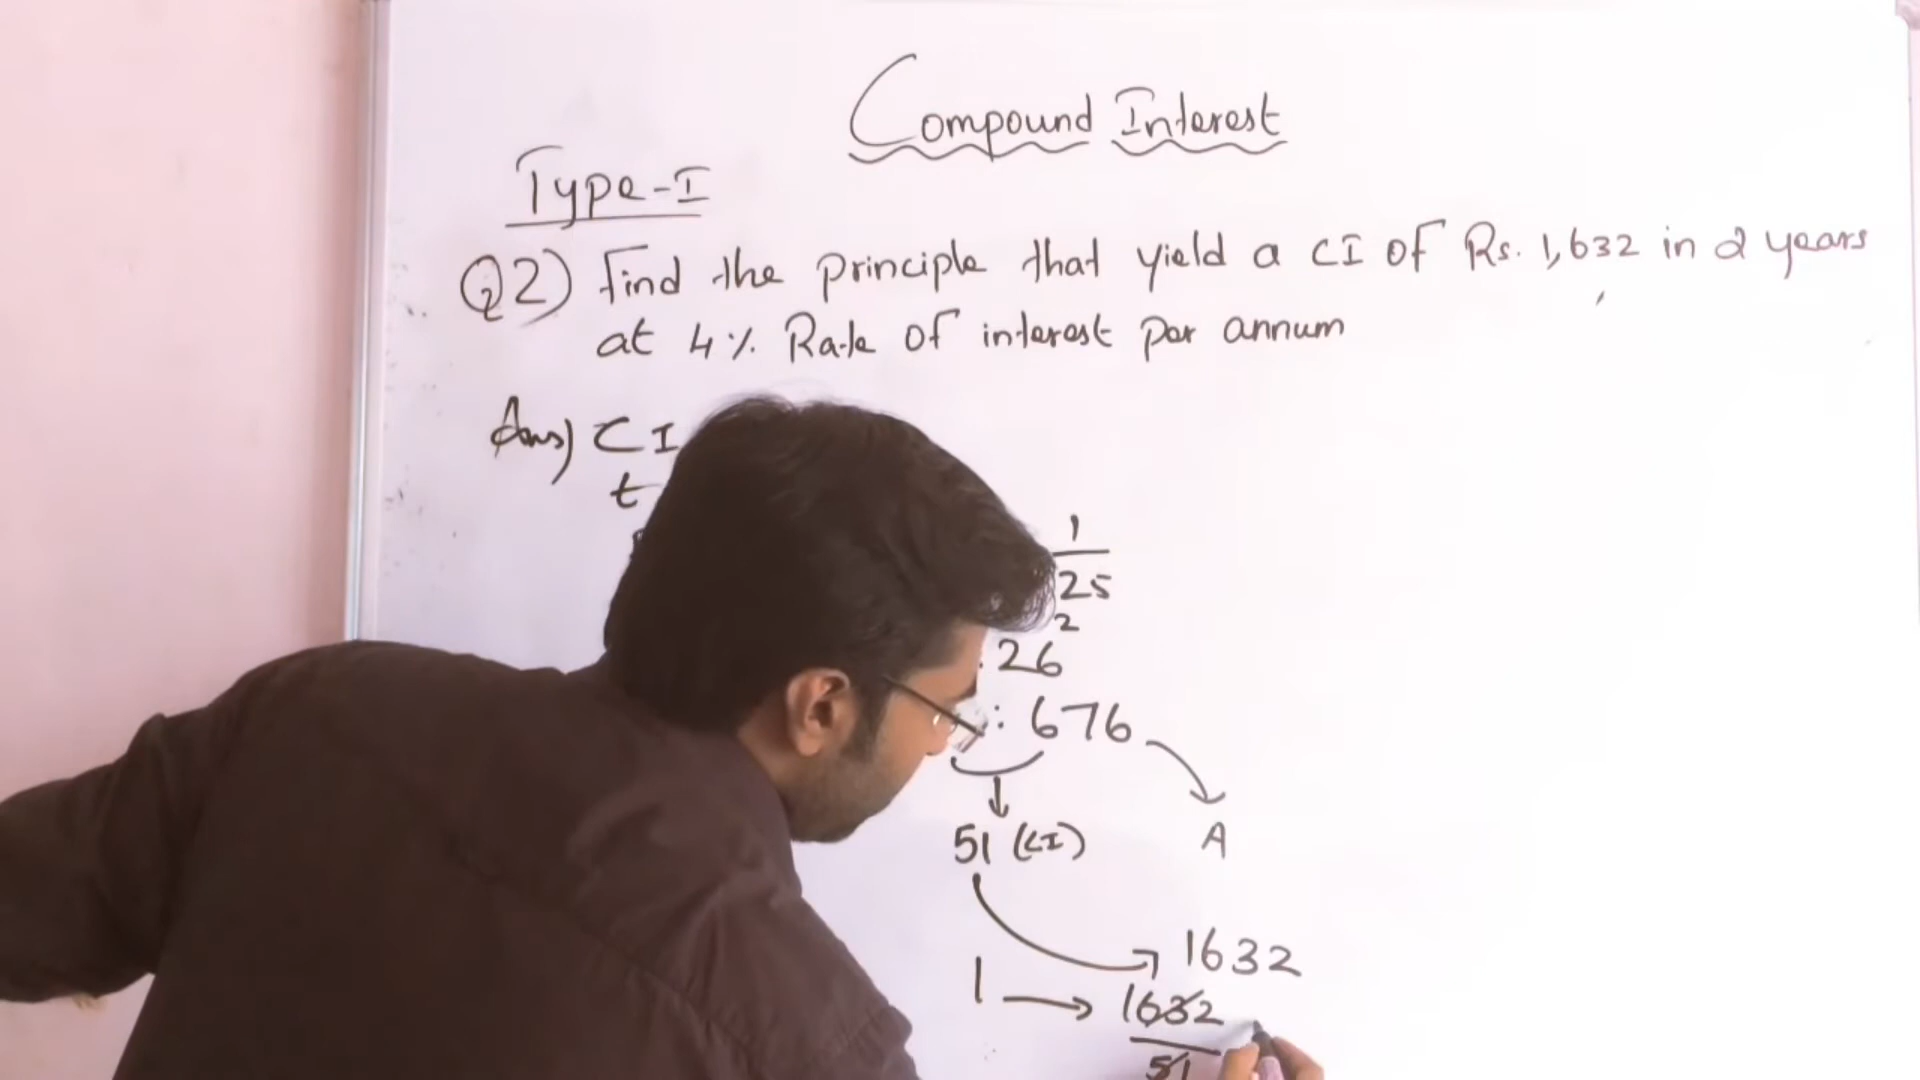 Compound Interest
Type-I
Q2) Find the principle that yield a CI of Rs. 1,632 in 2 years
at 4% Rate of interest per annum
Ans) CI
t
1
25
2
26
: 676
51 (CI)
A
1632
1 → 1632
51